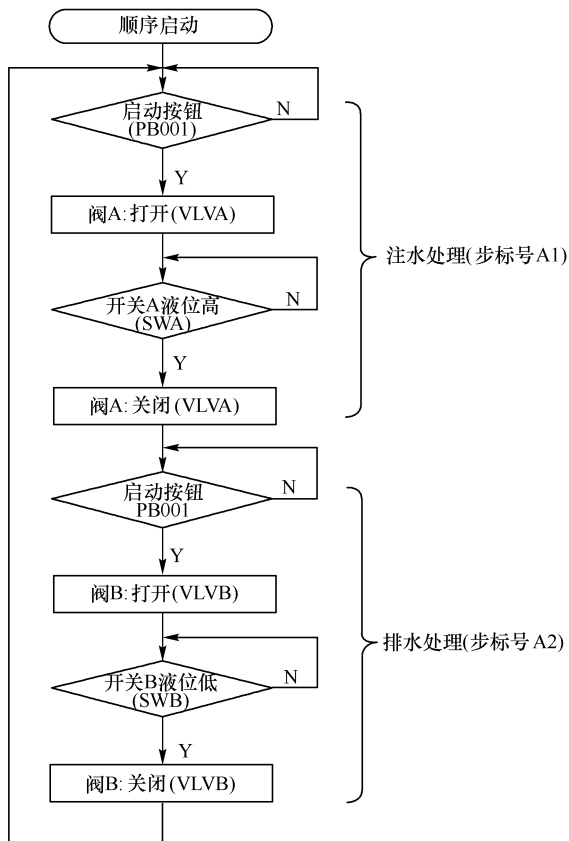 顺序启动
启动按钮
(PB001)
N
Y
阀A:打开(VLVA)
开关A液位高
(SWA)
N
Y
阀A:关闭(VLVA)
注水处理(步标号A1)
启动按钮
PB001
N
Y
阀B:打开(VLVB)
开关B液位低
(SWB)
N
Y
阀B:关闭(VLVB)
排水处理(步标号A2)